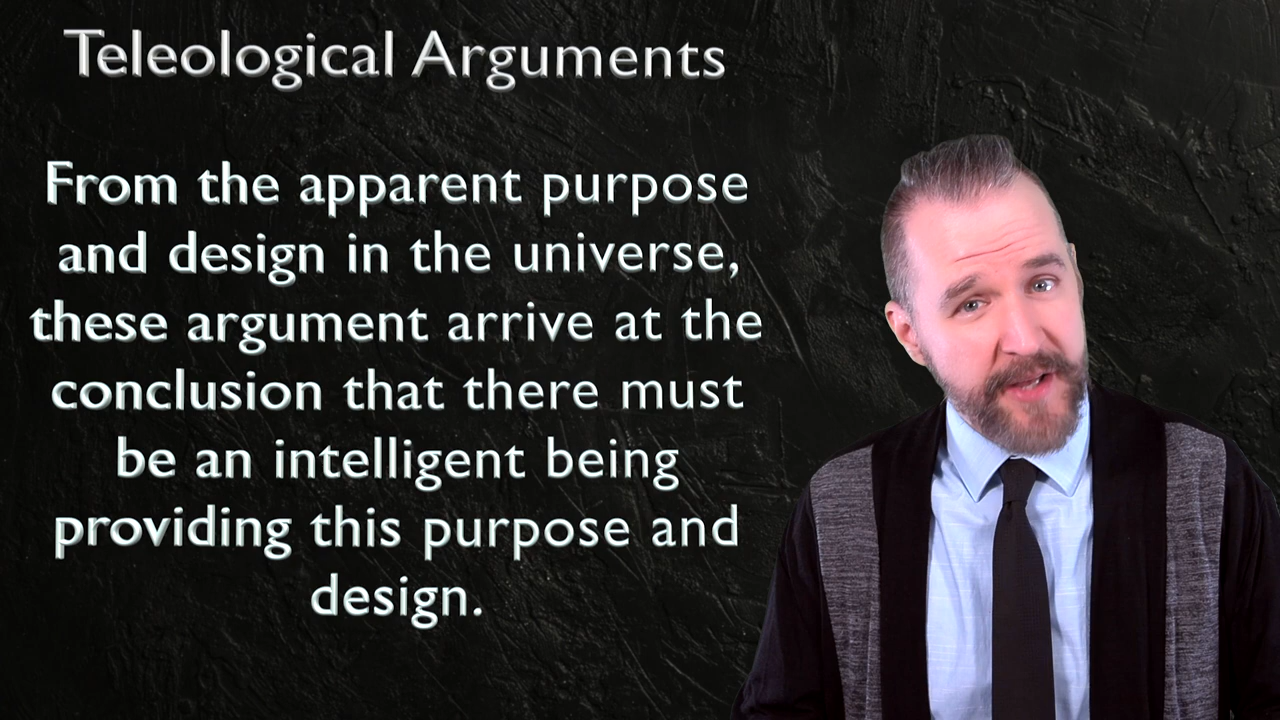 Teleological Arguments
From the apparent purpose
and design in the universe,
these argument arrive at the
conclusion that there must
be an intelligent being
providing this purpose and
design.